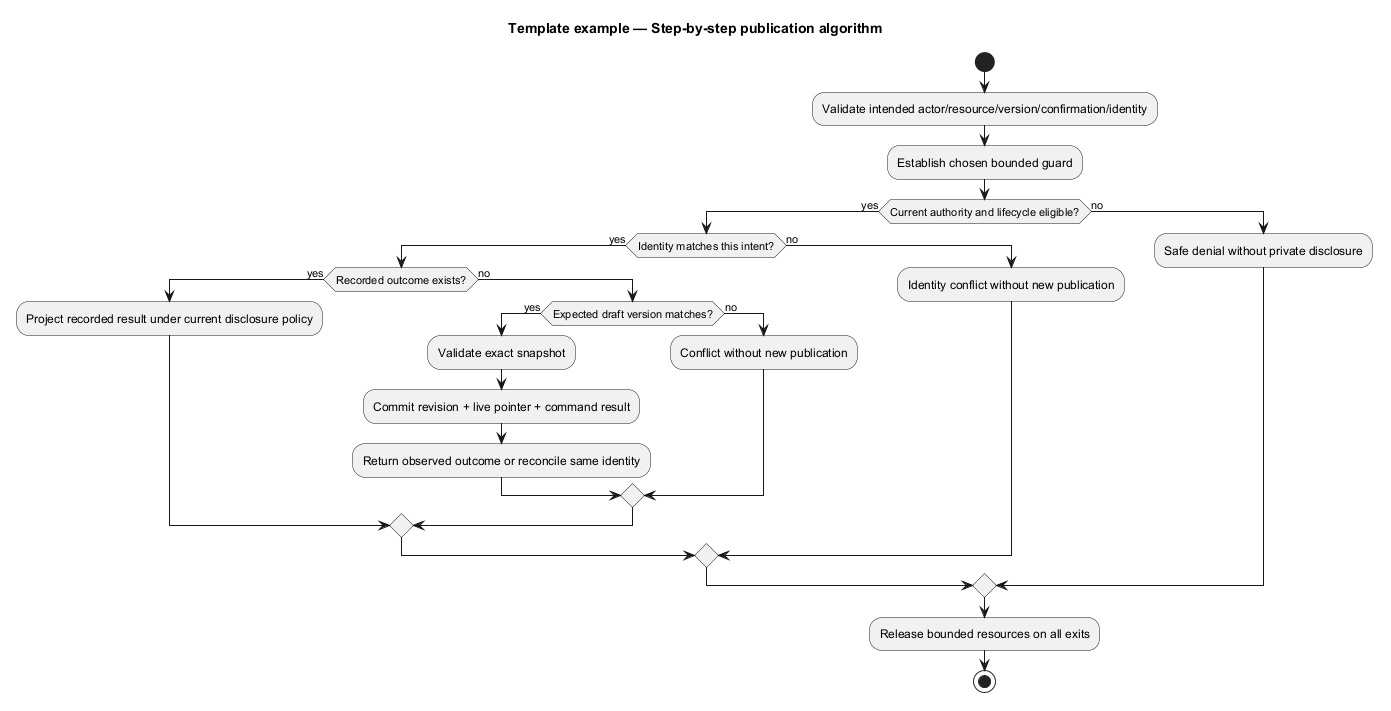 Template example — Step-by-step publication algorithm
Validate intended actor/resource/version/confirmation/identity
Establish chosen bounded guard
yes
Current authority and lifecycle eligible?
no
yes
Identity matches this intent?
no
Safe denial without private disclosure
yes
Recorded outcome exists?
no
Identity conflict without new publication
Project recorded result under current disclosure policy
yes
Expected draft version matches?
no
Validate exact snapshot
Conflict without new publication
Commit revision + live pointer + command result
Return observed outcome or reconcile same identity
Release bounded resources on all exits